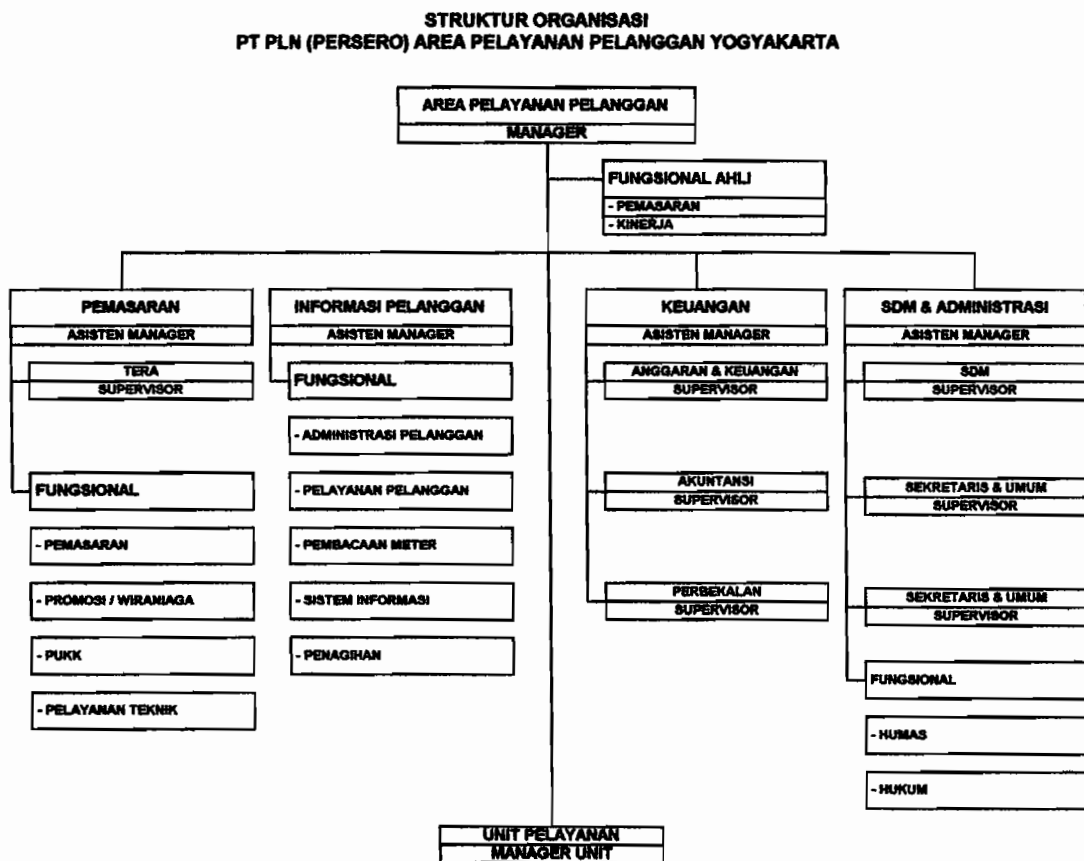 STRUKTUR ORGANISASI
PT PLN (PERSERO) AREA PELAYANAN PELANGGAN YOGYAKARTA
AREA PELAYANAN PELANGGAN
MANAGER
FUNGSIONAL AHLI
- PEMASARAN
- KINERJA
PEMASARAN
ASISTEN MANAGER
TERA
SUPERVISOR
FUNGSIONAL
- PEMASARAN
- PROMOSI / WIRANIAGA
- PUKK
- PELAYANAN TEKNIK
INFORMASI PELANGGAN
ASISTEN MANAGER
FUNGSIONAL
- ADMINISTRASI PELANGGAN
- PELAYANAN PELANGGAN
- PEMBACAAN METER
- SISTEM INFORMASI
- PENAGIHAN
KEUANGAN
ASISTEN MANAGER
ANGGARAN & KEUANGAN
SUPERVISOR
AKUNTANSI
SUPERVISOR
PERBEKALAN
SUPERVISOR
SDM & ADMINISTRASI
ASISTEN MANAGER
SDM
SUPERVISOR
SEKRETARIS & UMUM
SUPERVISOR
SEKRETARIS & UMUM
SUPERVISOR
FUNGSIONAL
- HUMAS
- HUKUM
UNIT PELAYANAN
MANAGER UNIT